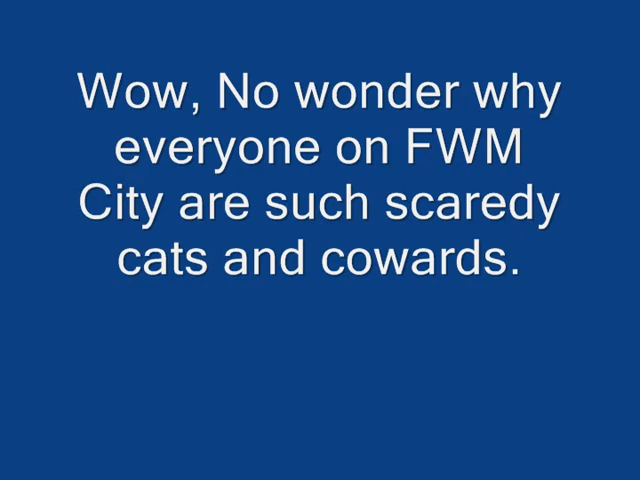 Wow, No wonder why
everyone on FWM
City are such scaredy
cats and cowards.